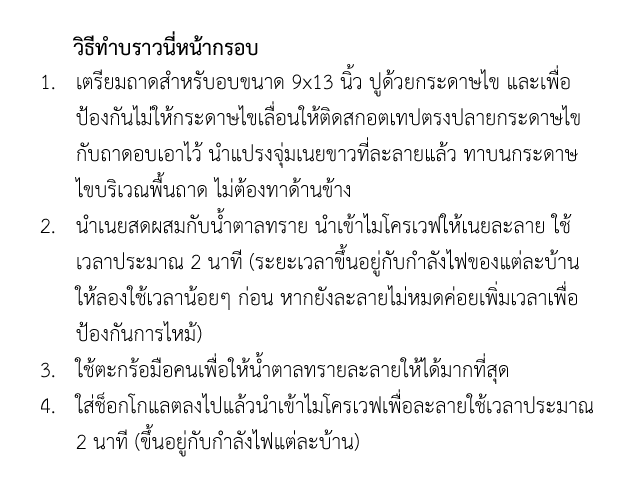 วิธีทำบราวนี่หน้ากรอบ
1. เตรียมถาดสำหรับอบขนาด 9x13 นิ้ว ปูด้วยกระดาษไข และเพื่อ
ป้องกันไม่ให้กระดาษไขเลื่อนให้ติดสกอตเทปตรงปลายกระดาษไข
กับถาดอบเอาไว้ นำแปรงจุ่มเนยขาวที่ละลายแล้ว ทาบนกระดาษ
ไขบริเวณพื้นถาด ไม่ต้องทาด้านข้าง
2. นำเนยสดผสมกับน้ำตาลทราย นำเข้าไมโครเวฟให้เนยละลาย ใช้
เวลาประมาณ 2 นาที (ระยะเวลาขึ้นอยู่กับกำลังไฟของแต่ละบ้าน
ให้ลองใช้เวลาน้อยๆ ก่อน หากยังละลายไม่หมดค่อยเพิ่มเวลาเพื่อ
ป้องกันการไหม้)
3. ใช้ตะกร้อมือคนเพื่อให้น้ำตาลทรายละลายให้ได้มากที่สุด
4. ใส่ช็อกโกแลตลงไปแล้วนำเข้าไมโครเวฟเพื่อละลายใช้เวลาประมาณ
2 นาที (ขึ้นอยู่กับกำลังไฟแต่ละบ้าน)